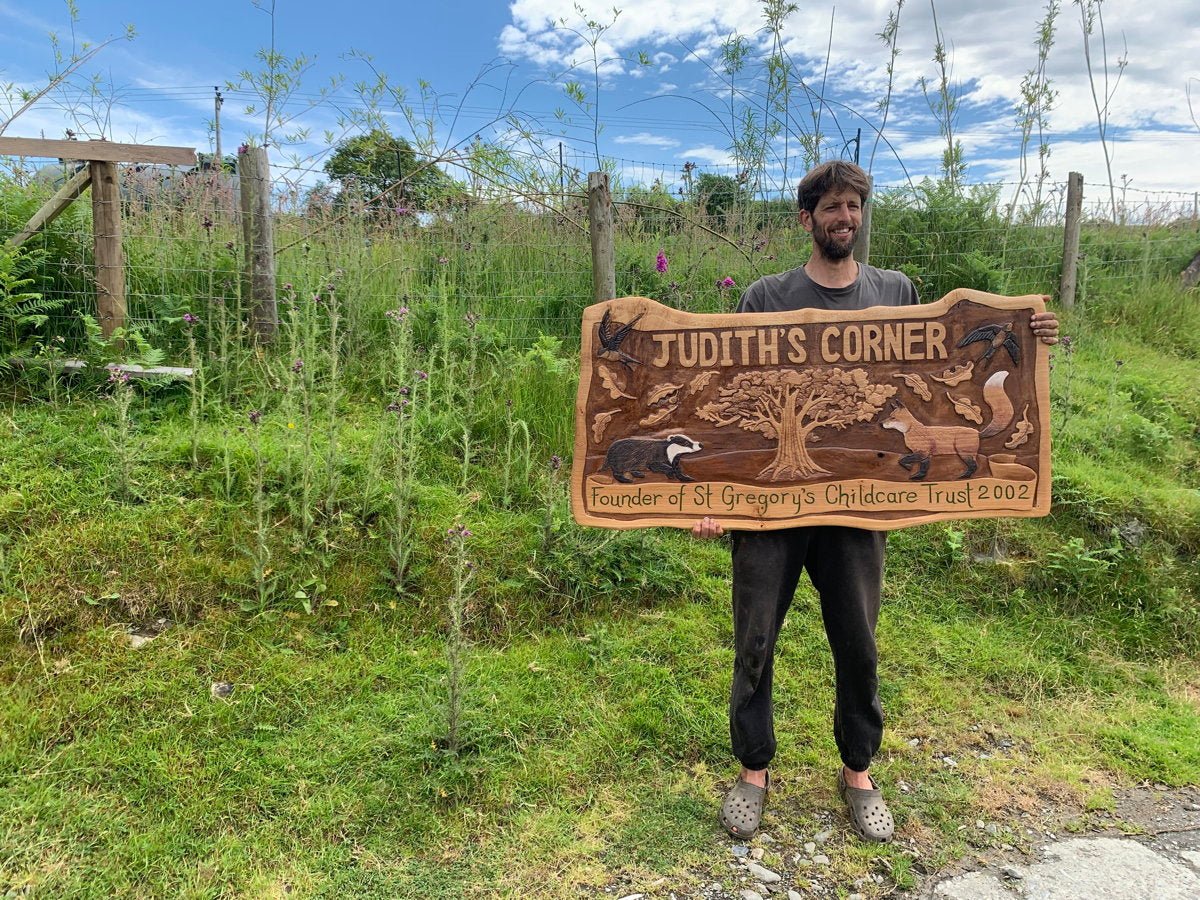 JUDITH'S CORNER
Founder of St Gregory's Childcare Trust 2002